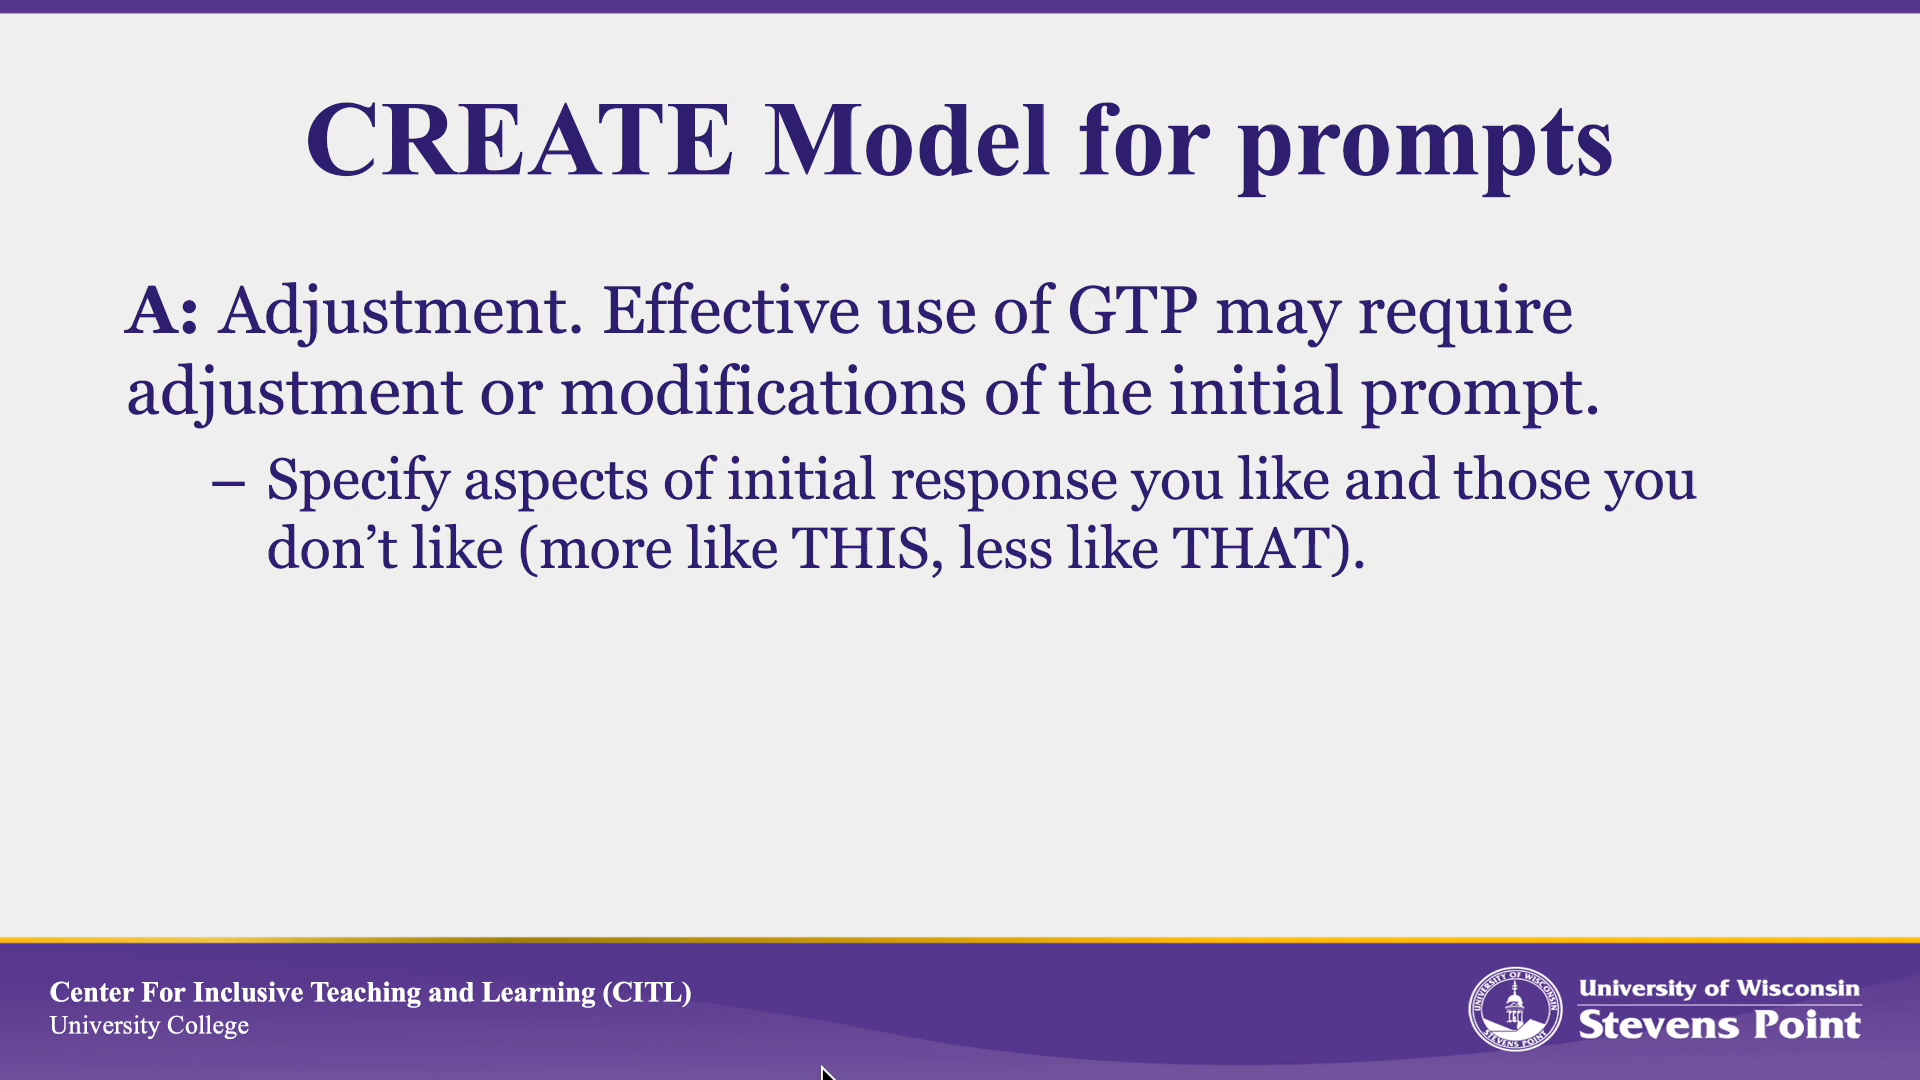 CREATE Model for prompts
A: Adjustment. Effective use of GTP may require
adjustment or modifications of the initial prompt.
– Specify aspects of initial response you like and those you
don’t like (more like THIS, less like THAT).
Center For Inclusive Teaching and Learning (CITL)
University College
UNIVERSITY OF WISCONSIN
STEVENS POINT
University of Wisconsin
Stevens Point